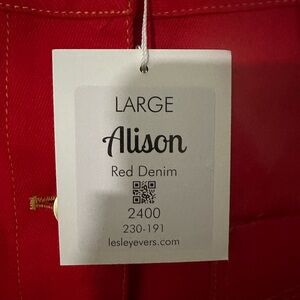 LARGE
Alison
Red Denim
2400
230-191
lesleyevers.com